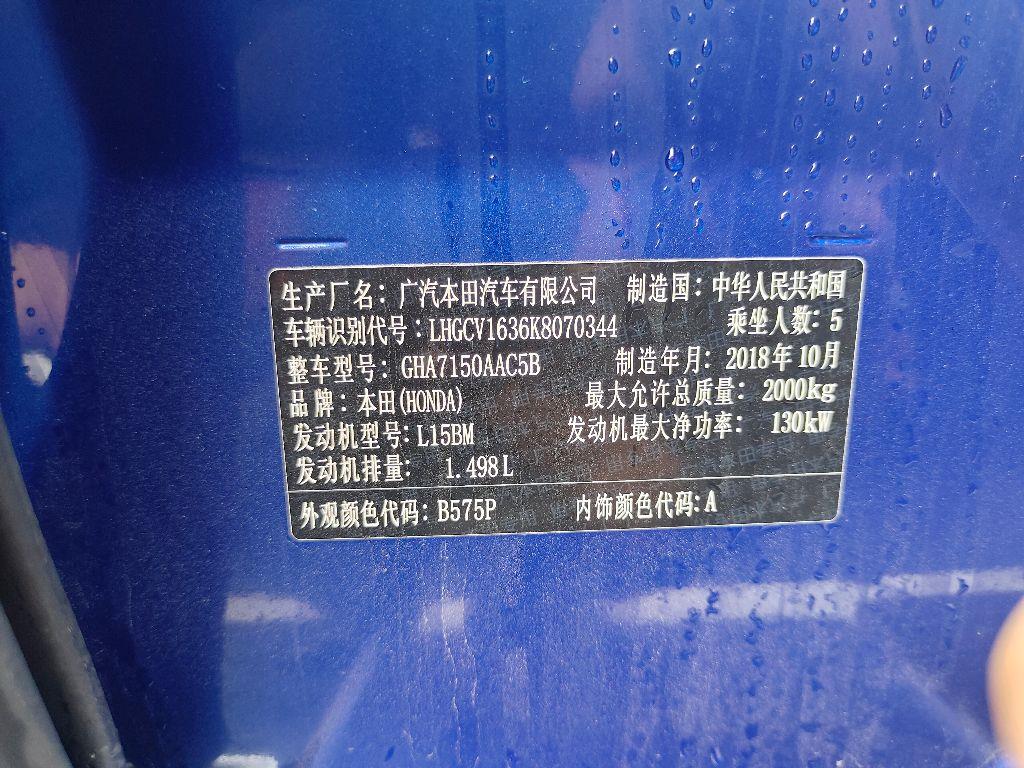 生产厂名：广汽本田汽车有限公司 制造国：中华人民共和国
车辆识别代号：LHGCV1636K8070344 乘坐人数：5
整车型号：GHA7150AAC5B 制造年月：2018年10月
品牌：本田(HONDA) 最大允许总质量：2000kg
发动机型号：L15BM 发动机最大净功率：130kW
发动机排量：1.498L
外观颜色代码：B575P 内饰颜色代码：A